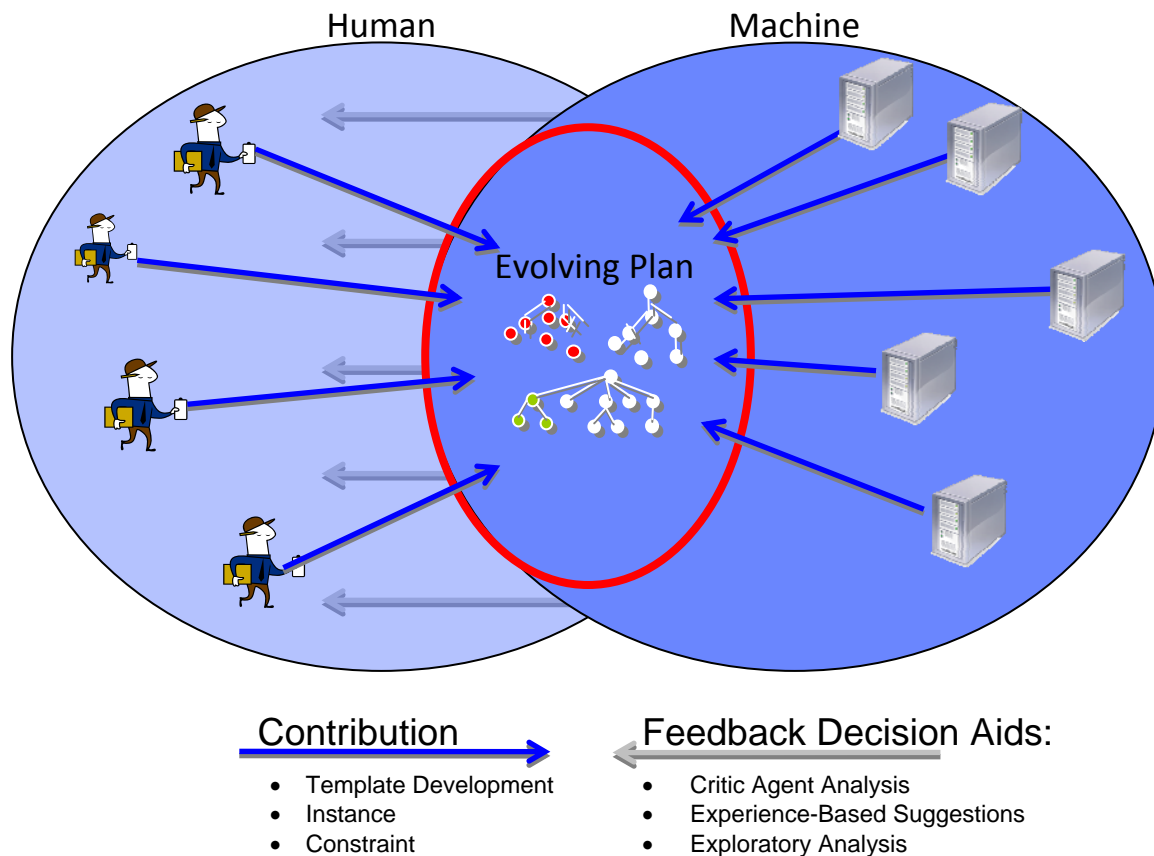 Human
Machine
Evolving Plan
Contribution
• Template Development
• Instance
• Constraint
Feedback Decision Aids:
• Critic Agent Analysis
• Experience-Based Suggestions
• Exploratory Analysis